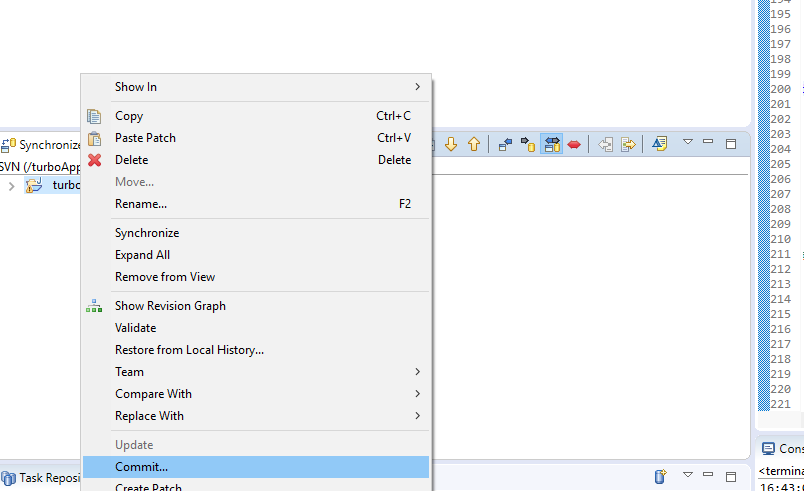 Synchronize
SVN (/turboApp
turbo
Show In
Copy Ctrl+C
Paste Patch Ctrl+V
Delete Delete
Move...
Rename... F2
Synchronize
Expand All
Remove from View
Show Revision Graph
Validate
Restore from Local History...
Team
Compare With
Replace With
Update
Commit...
Create Patch
Task Reposi
195
196
197
198
199
200
201
202
203
204
205
206
207
208
209
210
211
212
213
214
215
216
217
218
219
220
221
Cons
<termina
16:43:0